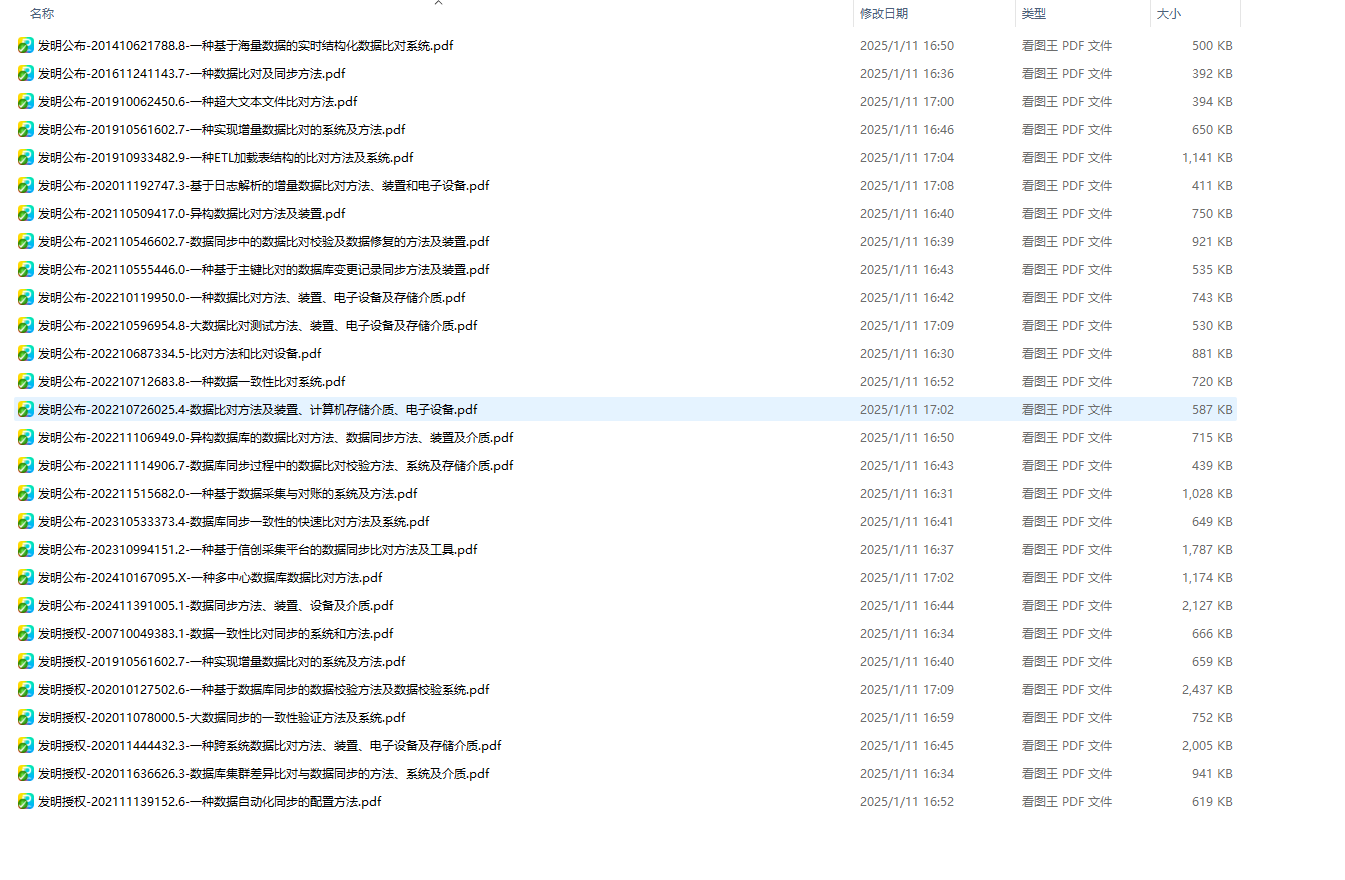 名称 修改日期 类型 大小
发明公布-201410621788.8-一种基于海量数据的实时结构化数据比对系统.pdf 2025/1/11 16:50 看图王 PDF 文件 500 KB
发明公布-201611241143.7-一种数据比对及同步方法.pdf 2025/1/11 16:36 看图王 PDF 文件 392 KB
发明公布-201910062450.6-一种超大文本文件比对方法.pdf 2025/1/11 17:00 看图王 PDF 文件 394 KB
发明公布-201910561602.7-一种实现增量数据比对的系统及方法.pdf 2025/1/11 16:46 看图王 PDF 文件 650 KB
发明公布-201910933482.9-一种ETL加载表结构的比对方法及系统.pdf 2025/1/11 17:04 看图王 PDF 文件 1,141 KB
发明公布-202011192747.3-基于日志解析的增量数据比对方法、装置和电子设备.pdf 2025/1/11 17:08 看图王 PDF 文件 411 KB
发明公布-202110509417.0-异构数据比对方法及装置.pdf 2025/1/11 16:40 看图王 PDF 文件 750 KB
发明公布-202110546602.7-数据同步中的数据比对校验及数据修复的方法及装置.pdf 2025/1/11 16:39 看图王 PDF 文件 921 KB
发明公布-202110555446.0-一种基于主键比对的数据库变更记录同步方法及装置.pdf 2025/1/11 16:43 看图王 PDF 文件 535 KB
发明公布-202210119950.0-一种数据比对方法、装置、电子设备及存储介质.pdf 2025/1/11 16:42 看图王 PDF 文件 743 KB
发明公布-202210596954.8-大数据比对测试方法、装置、电子设备及存储介质.pdf 2025/1/11 17:09 看图王 PDF 文件 530 KB
发明公布-202210687334.5-比对方法和比对设备.pdf 2025/1/11 16:30 看图王 PDF 文件 881 KB
发明公布-202210712683.8-一种数据一致性比对系统.pdf 2025/1/11 16:52 看图王 PDF 文件 720 KB
发明公布-202210726025.4-数据比对方法及装置、计算机存储介质、电子设备.pdf 2025/1/11 17:02 看图王 PDF 文件 587 KB
发明公布-202211106949.0-异构数据库的数据比对方法、数据同步方法、装置及介质.pdf 2025/1/11 16:50 看图王 PDF 文件 715 KB
发明公布-202211114906.7-数据库同步过程中的数据比对校验方法、系统及存储介质.pdf 2025/1/11 16:43 看图王 PDF 文件 439 KB
发明公布-202211515682.0-一种基于数据采集与对账的系统及方法.pdf 2025/1/11 16:31 看图王 PDF 文件 1,028 KB
发明公布-202310533373.4-数据库同步一致性的快速比对方法及系统.pdf 2025/1/11 16:41 看图王 PDF 文件 649 KB
发明公布-202310994151.2-一种基于信创采集平台的数据同步比对方法及工具.pdf 2025/1/11 16:37 看图王 PDF 文件 1,787 KB
发明公布-202410167095.X-一种多中心数据库数据比对方法.pdf 2025/1/11 17:02 看图王 PDF 文件 1,174 KB
发明公布-202411391005.1-数据同步方法、装置、设备及介质.pdf 2025/1/11 16:44 看图王 PDF 文件 2,127 KB
发明授权-200710049383.1-数据一致性比对同步的系统和方法.pdf 2025/1/11 16:34 看图王 PDF 文件 666 KB
发明授权-201910561602.7-一种实现增量数据比对的系统及方法.pdf 2025/1/11 16:40 看图王 PDF 文件 659 KB
发明授权-202010127502.6-一种基于数据库同步的数据校验方法及数据校验系统.pdf 2025/1/11 17:09 看图王 PDF 文件 2,437 KB
发明授权-202011078000.5-大数据同步的一致性验证方法及系统.pdf 2025/1/11 16:59 看图王 PDF 文件 752 KB
发明授权-202011444432.3-一种跨系统数据比对方法、装置、电子设备及存储介质.pdf 2025/1/11 16:45 看图王 PDF 文件 2,005 KB
发明授权-202011636626.3-数据库集群差异比对与数据同步的方法、系统及介质.pdf 2025/1/11 16:34 看图王 PDF 文件 941 KB
发明授权-202111139152.6-一种数据自动化同步的配置方法.pdf 2025/1/11 16:52 看图王 PDF 文件 619 KB